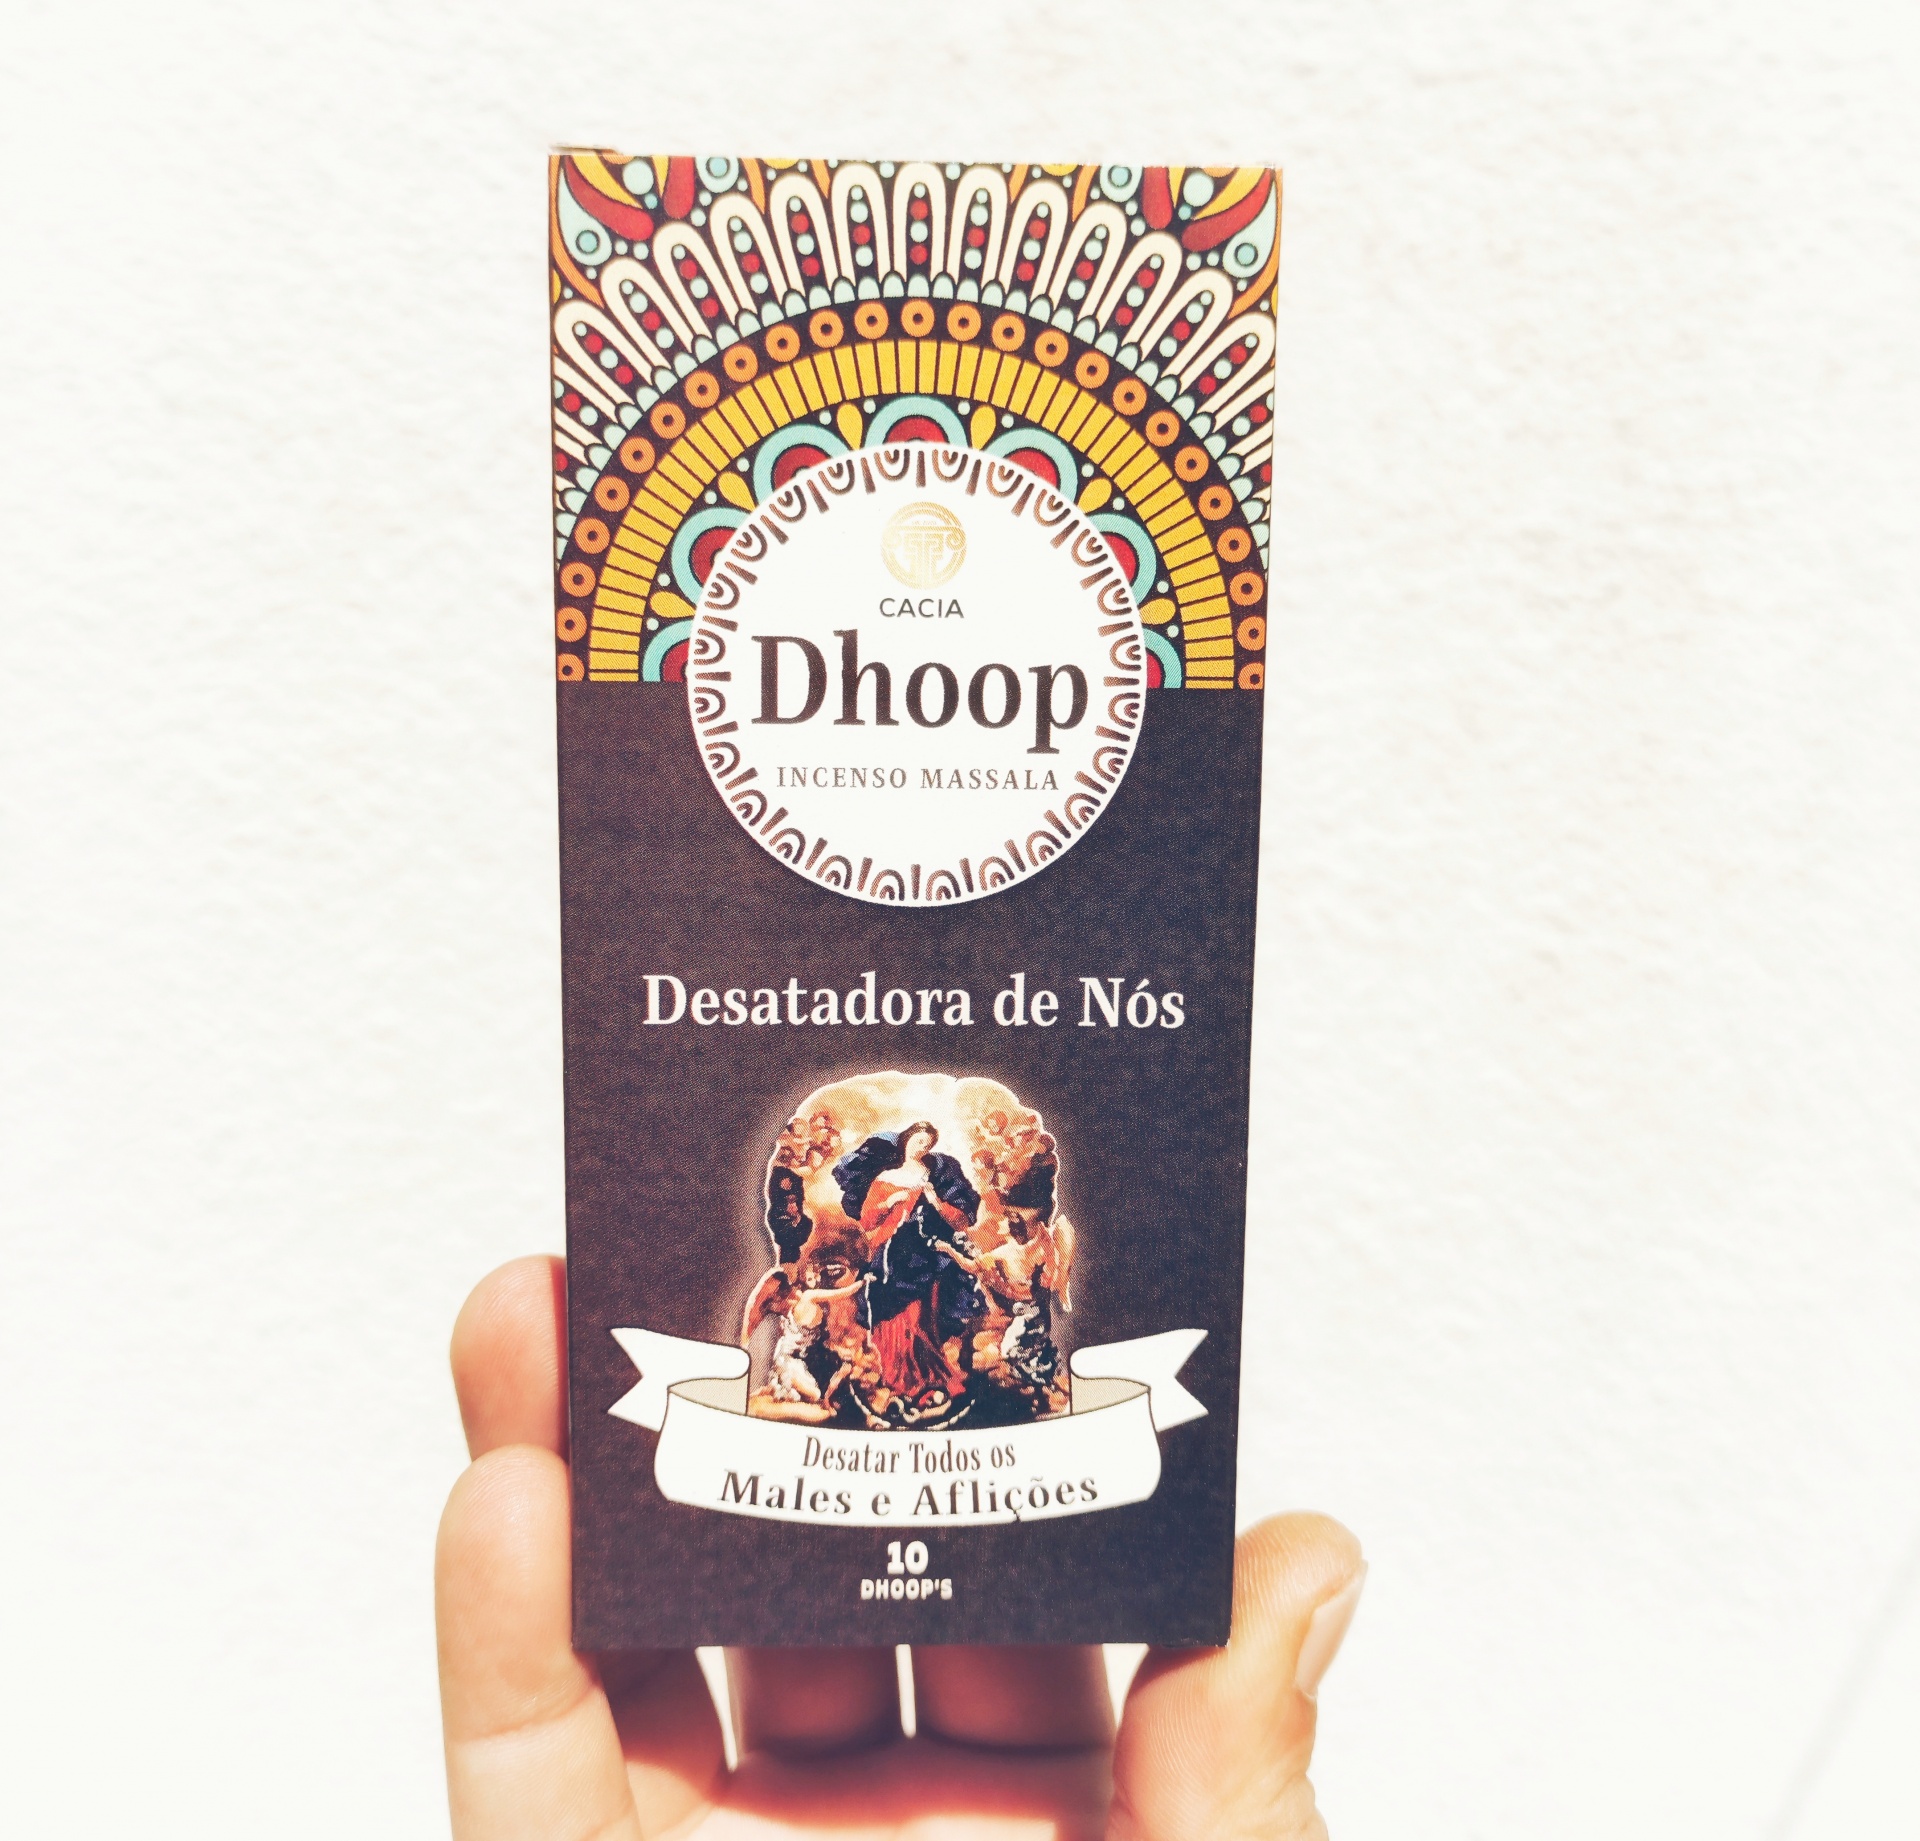 CACIA
Dhoop
INCENSO MASSALA
Desatadora de Nós
Desatar Todos os
Males e Aflições
10
DHOOP'S